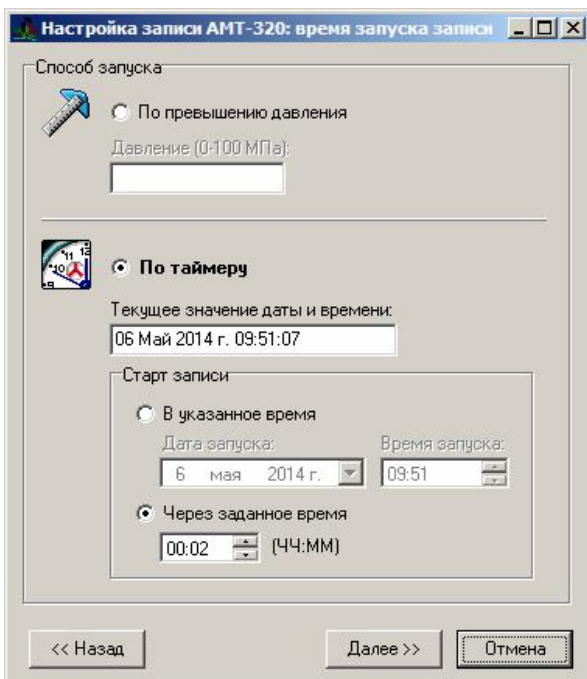 Настройка записи АМТ-320: время запуска записи
Способ запуска
По превышению давления
Давление (0-100 МПа):
По таймеру
Текущее значение даты и времени:
06 Май 2014 г. 09:51:07
Старт записи
В указанное время
Дата запуска: Время запуска:
6 мая 2014 г. 09:51
Через заданное время
00:02 (ЧЧ:ММ)
<< Назад Далее >> Отмена